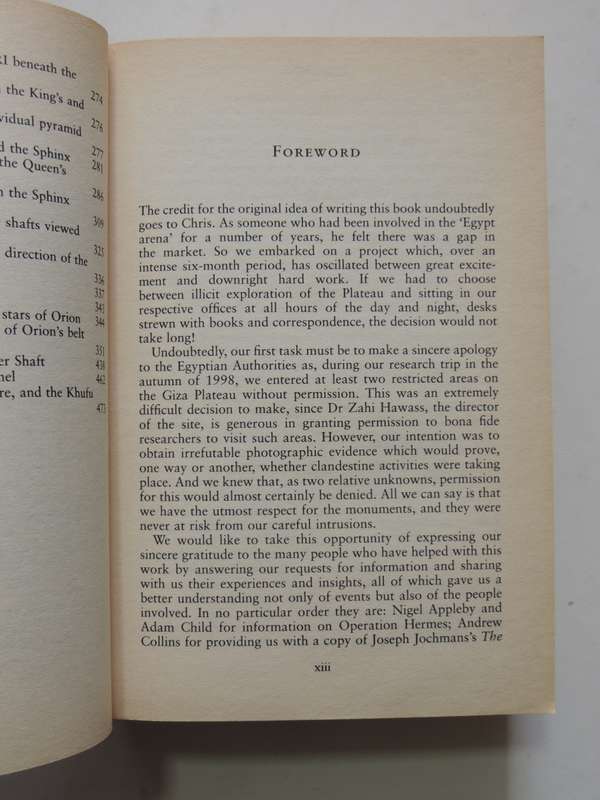 I beneath the
the King's and
274
vidual pyramid
276
d the Sphinx
277
the Queen's
281
n the Sphinx
286
shafts viewed
309
direction of the
325
336
337
343
stars of Orion
344
of Orion's belt
351
er Shaft
438
nel
462
re, and the Khufu
473
FOREWORD
The credit for the original idea of writing this book undoubtedly
goes to Chris. As someone who had been involved in the 'Egypt
arena' for a number of years, he felt there was a gap in
the market. So we embarked on a project which, over an
intense six-month period, has oscillated between great excite-
ment and downright hard work. If we had to choose
between illicit exploration of the Plateau and sitting in our
respective offices at all hours of the day and night, desks
strewn with books and correspondence, the decision would not
take long!
Undoubtedly, our first task must be to make a sincere apology
to the Egyptian Authorities as, during our research trip in the
autumn of 1998, we entered at least two restricted areas on
the Giza Plateau without permission. This was an extremely
difficult decision to make, since Dr Zahi Hawass, the director
of the site, is generous in granting permission to bona fide
researchers to visit such areas. However, our intention was to
obtain irrefutable photographic evidence which would prove,
one way or another, whether clandestine activities were taking
place. And we knew that, as two relative unknowns, permission
for this would almost certainly be denied. All we can say is that
we have the utmost respect for the monuments, and they were
never at risk from our careful intrusions.
We would like to take this opportunity of expressing our
sincere gratitude to the many people who have helped with this
work by answering our requests for information and sharing
with us their experiences and insights, all of which gave us a
better understanding not only of events but also of the people
involved. In no particular order they are: Nigel Appleby and
Adam Child for information on Operation Hermes; Andrew
Collins for providing us with a copy of Joseph Jochmans's The
xiii